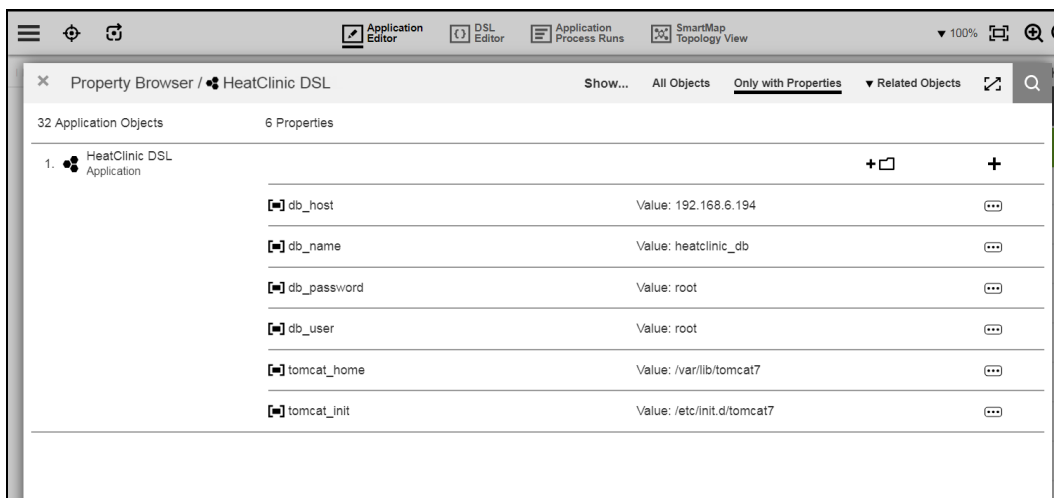 Application Editor
DSL Editor
Application Process Runs
SmartMap Topology View
100%
Property Browser / HeatClinic DSL
Show...
All Objects
Only with Properties
Related Objects
32 Application Objects
6 Properties
1. HeatClinic DSL
Application
db_host Value: 192.168.6.194
db_name Value: heatclinic_db
db_password Value: root
db_user Value: root
tomcat_home Value: /var/lib/tomcat7
tomcat_init Value: /etc/init.d/tomcat7